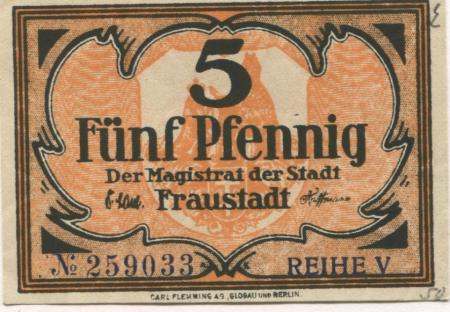 5
Fünf Pfennig
Der Magistrat der Stadt
Fraustadt
№ 259033 REIHE V
CARL FLEMMING AG, GLOGAU UND BERLIN.